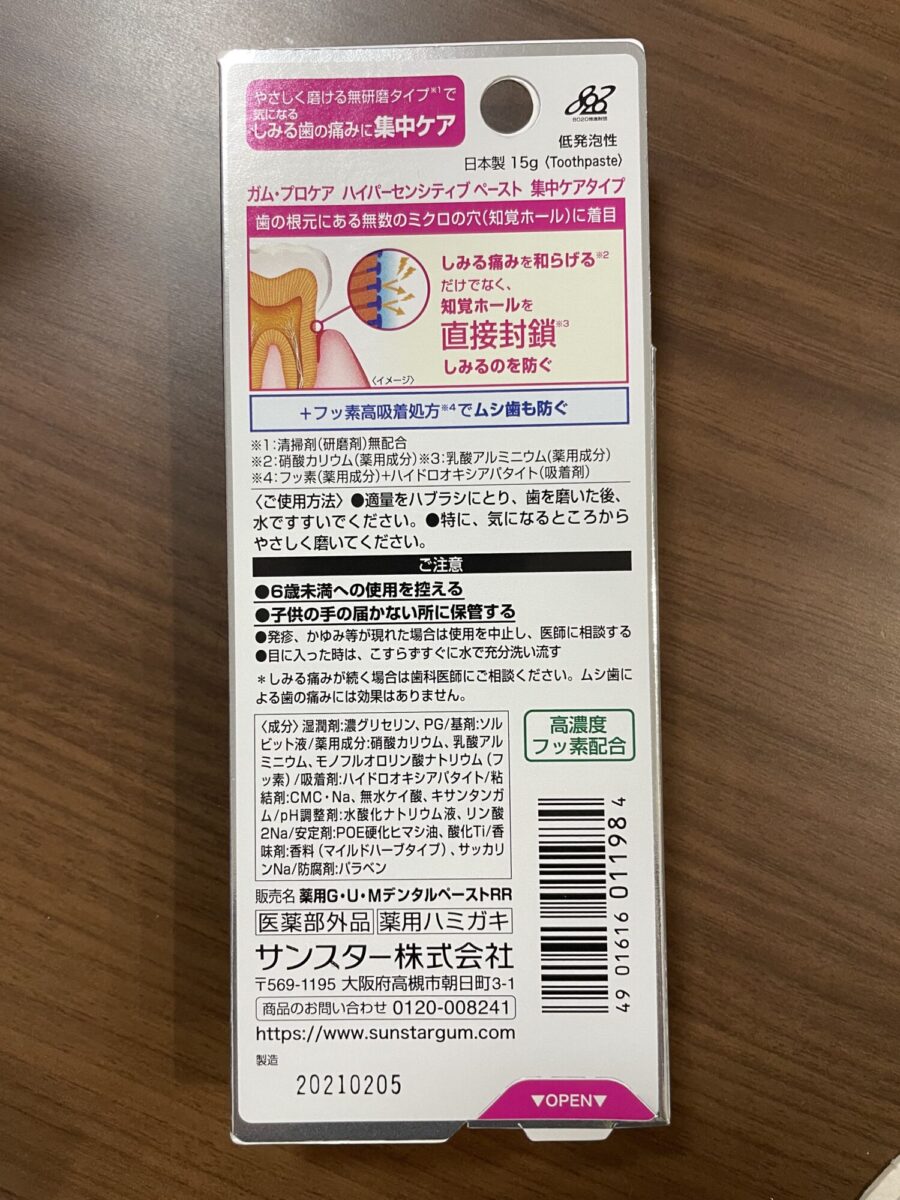 やさしく磨ける無研磨タイプ※1で
気になる
しみる歯の痛みに集中ケア
8020
8020推進財団
低発泡性
日本製 15g〈Toothpaste〉
ガム・プロケア ハイパーセンシティブ ペースト 集中ケアタイプ
歯の根元にある無数のミクロの穴(知覚ホール)に着目
しみる痛みを和らげる※2
だけでなく、
知覚ホールを
直接封鎖※3
しみるのを防ぐ
〈イメージ〉
+フッ素高吸着処方※4でムシ歯も防ぐ
※1:清掃剤(研磨剤)無配合
※2:硝酸カリウム(薬用成分)※3:乳酸アルミニウム(薬用成分)
※4:フッ素(薬用成分)+ハイドロオキシアパタイト(吸着剤)
〈ご使用方法〉●適量をハブラシにとり、歯を磨いた後、
水ですすいでください。●特に、気になるところから
やさしく磨いてください。
ご注意
●6歳未満への使用を控える
●子供の手の届かない所に保管する
●発疹、かゆみ等が現れた場合は使用を中止し、医師に相談する
●目に入った時は、こすらずすぐに水で充分洗い流す
*しみる痛みが続く場合は歯科医師にご相談ください。ムシ歯に
よる歯の痛みには効果はありません。
〈成分〉湿潤剤:濃グリセリン、PG/基剤:ソル
ビット液/薬用成分:硝酸カリウム、乳酸アル
ミニウム、モノフルオロリン酸ナトリウム(フ
ッ素)/吸着剤:ハイドロオキシアパタイト/粘
結剤:CMC・Na、無水ケイ酸、キサンタンガ
ム/pH調整剤:水酸化ナトリウム液、リン酸
2Na/安定剤:POE硬化ヒマシ油、酸化Ti/香
味剤:香料(マイルドハーブタイプ)、サッカリ
ンNa/防腐剤:パラベン
高濃度
フッ素配合
販売名 薬用G・U・MデンタルペーストRR
医薬部外品 薬用ハミガキ
サンスター株式会社
〒569-1195 大阪府高槻市朝日町3-1
商品のお問い合わせ 0120-008241
https://www.sunstargum.com
4 901616 011984
製造
20210205
▼OPEN▼